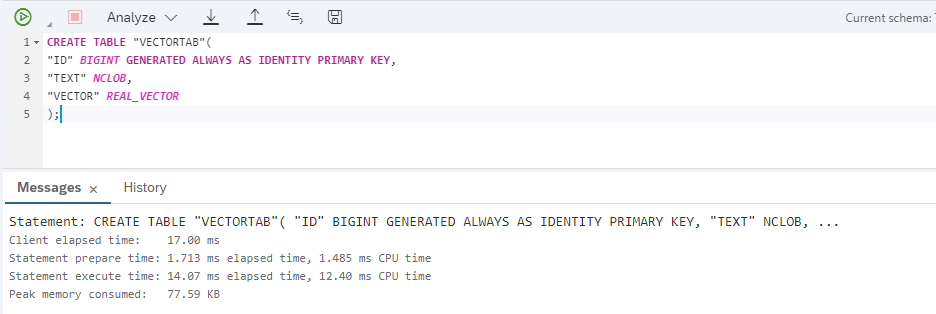 Analyze
Current schema:
1 CREATE TABLE "VECTORTAB"(
2 "ID" BIGINT GENERATED ALWAYS AS IDENTITY PRIMARY KEY,
3 "TEXT" NCLOB,
4 "VECTOR" REAL_VECTOR
5 );
Messages × History
Statement: CREATE TABLE "VECTORTAB"( "ID" BIGINT GENERATED ALWAYS AS IDENTITY PRIMARY KEY, "TEXT" NCLOB, ...
Client elapsed time: 17.00 ms
Statement prepare time: 1.713 ms elapsed time, 1.485 ms CPU time
Statement execute time: 14.07 ms elapsed time, 12.40 ms CPU time
Peak memory consumed: 77.59 KB